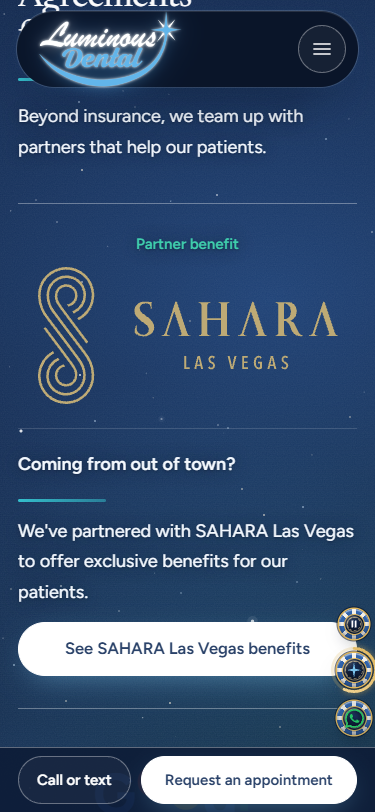 Agreements
Luminous
Dental
Beyond insurance, we team up with
partners that help our patients.
Partner benefit
SAHARA
LAS VEGAS
Coming from out of town?
We've partnered with SAHARA Las Vegas
to offer exclusive benefits for our
patients.
See SAHARA Las Vegas benefits
Call or text
Request an appointment